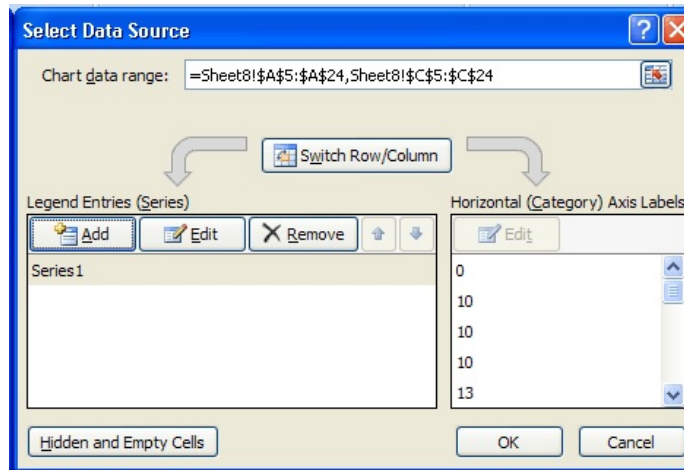 Select Data Source
?
Chart data range: =Sheet8!$A$5:$A$24,Sheet8!$C$5:$C$24
Switch Row/Column
Legend Entries (Series)
Horizontal (Category) Axis Labels
Add Edit Remove
Edit
Series1
0
10
10
10
13
Hidden and Empty Cells
OK Cancel